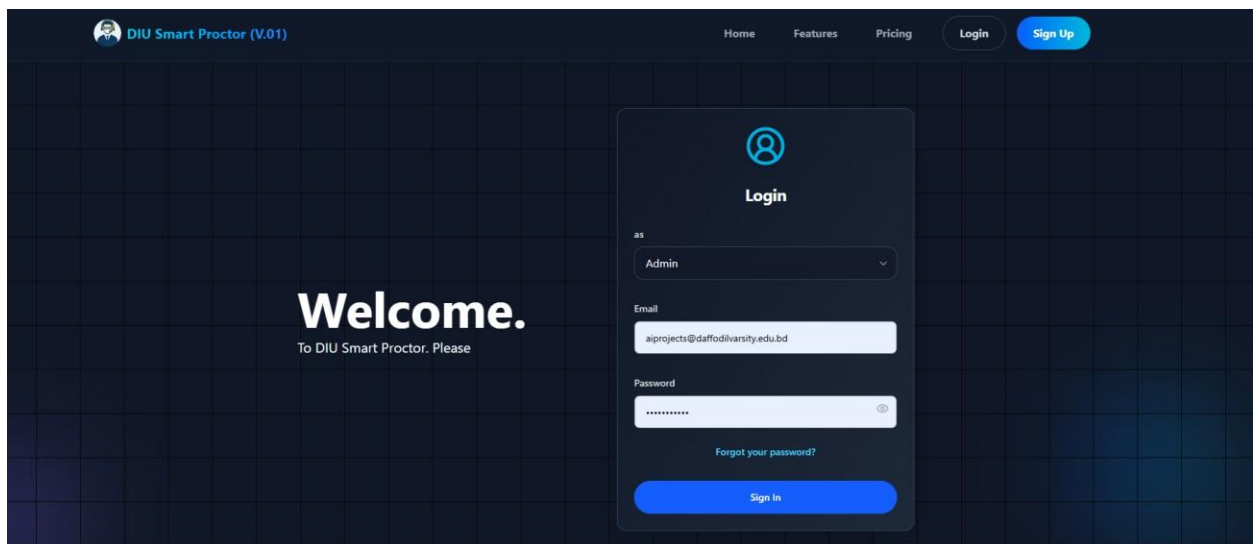 DIU Smart Proctor (V.01)
Home
Features
Pricing
Login
Sign Up
Welcome.
To DIU Smart Proctor. Please
Login
as
Admin
Email
aiprojects@daffodilvarsity.edu.bd
Password
•••••••••••
Forgot your password?
Sign In